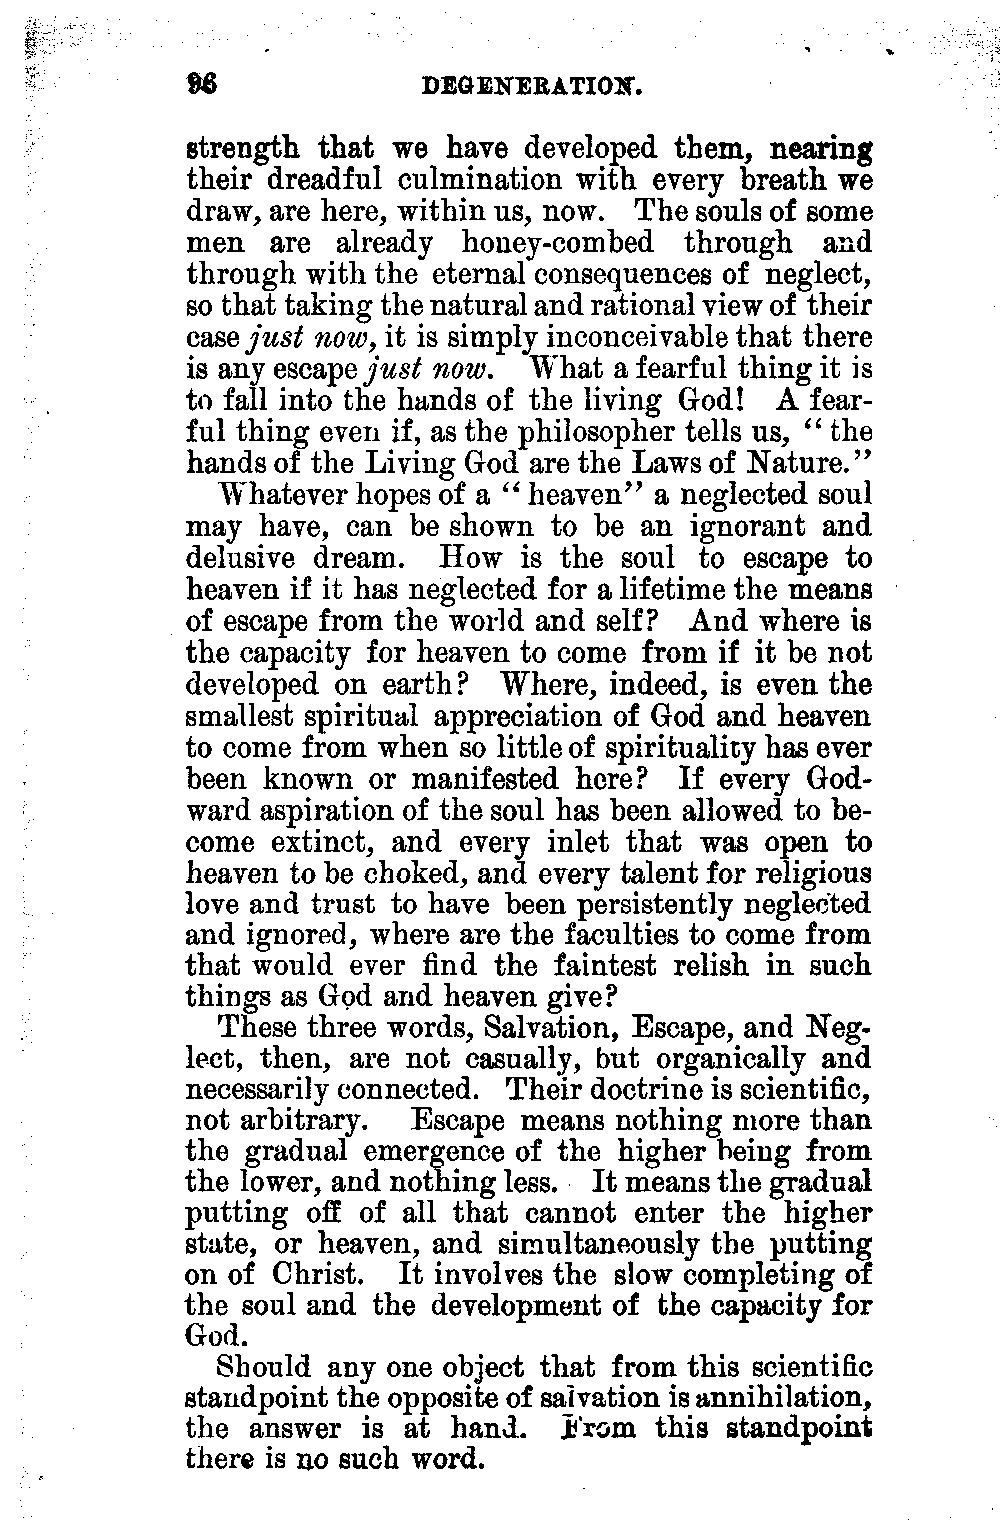 96 DEGENERATION.
strength that we have developed them, nearing
their dreadful culmination with every breath we
draw, are here, within us, now. The souls of some
men are already honey-combed through and
through with the eternal consequences of neglect,
so that taking the natural and rational view of their
case just now, it is simply inconceivable that there
is any escape just now. What a fearful thing it is
to fall into the hands of the living God! A fear-
ful thing even if, as the philosopher tells us, “ the
hands of the Living God are the Laws of Nature.”
Whatever hopes of a “ heaven” a neglected soul
may have, can be shown to be an ignorant and
delusive dream. How is the soul to escape to
heaven if it has neglected for a lifetime the means
of escape from the world and self? And where is
the capacity for heaven to come from if it be not
developed on earth? Where, indeed, is even the
smallest spiritual appreciation of God and heaven
to come from when so little of spirituality has ever
been known or manifested here? If every God-
ward aspiration of the soul has been allowed to be-
come extinct, and every inlet that was open to
heaven to be choked, and every talent for religious
love and trust to have been persistently neglected
and ignored, where are the faculties to come from
that would ever find the faintest relish in such
things as God and heaven give?
These three words, Salvation, Escape, and Neg-
lect, then, are not casually, but organically and
necessarily connected. Their doctrine is scientific,
not arbitrary. Escape means nothing more than
the gradual emergence of the higher being from
the lower, and nothing less. It means the gradual
putting off of all that cannot enter the higher
state, or heaven, and simultaneously the putting
on of Christ. It involves the slow completing of
the soul and the development of the capacity for
God.
Should any one object that from this scientific
standpoint the opposite of salvation is annihilation,
the answer is at hand. From this standpoint
there is no such word.